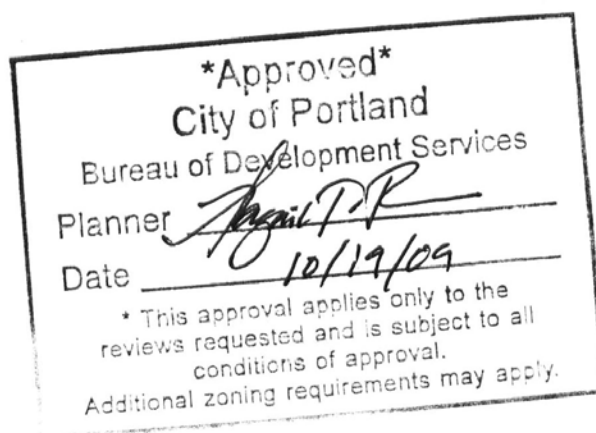 *Approved*
City of Portland
Bureau of Development Services
Planner
Date 10/19/09
* This approval applies only to the
reviews requested and is subject to all
conditions of approval.
Additional zoning requirements may apply.